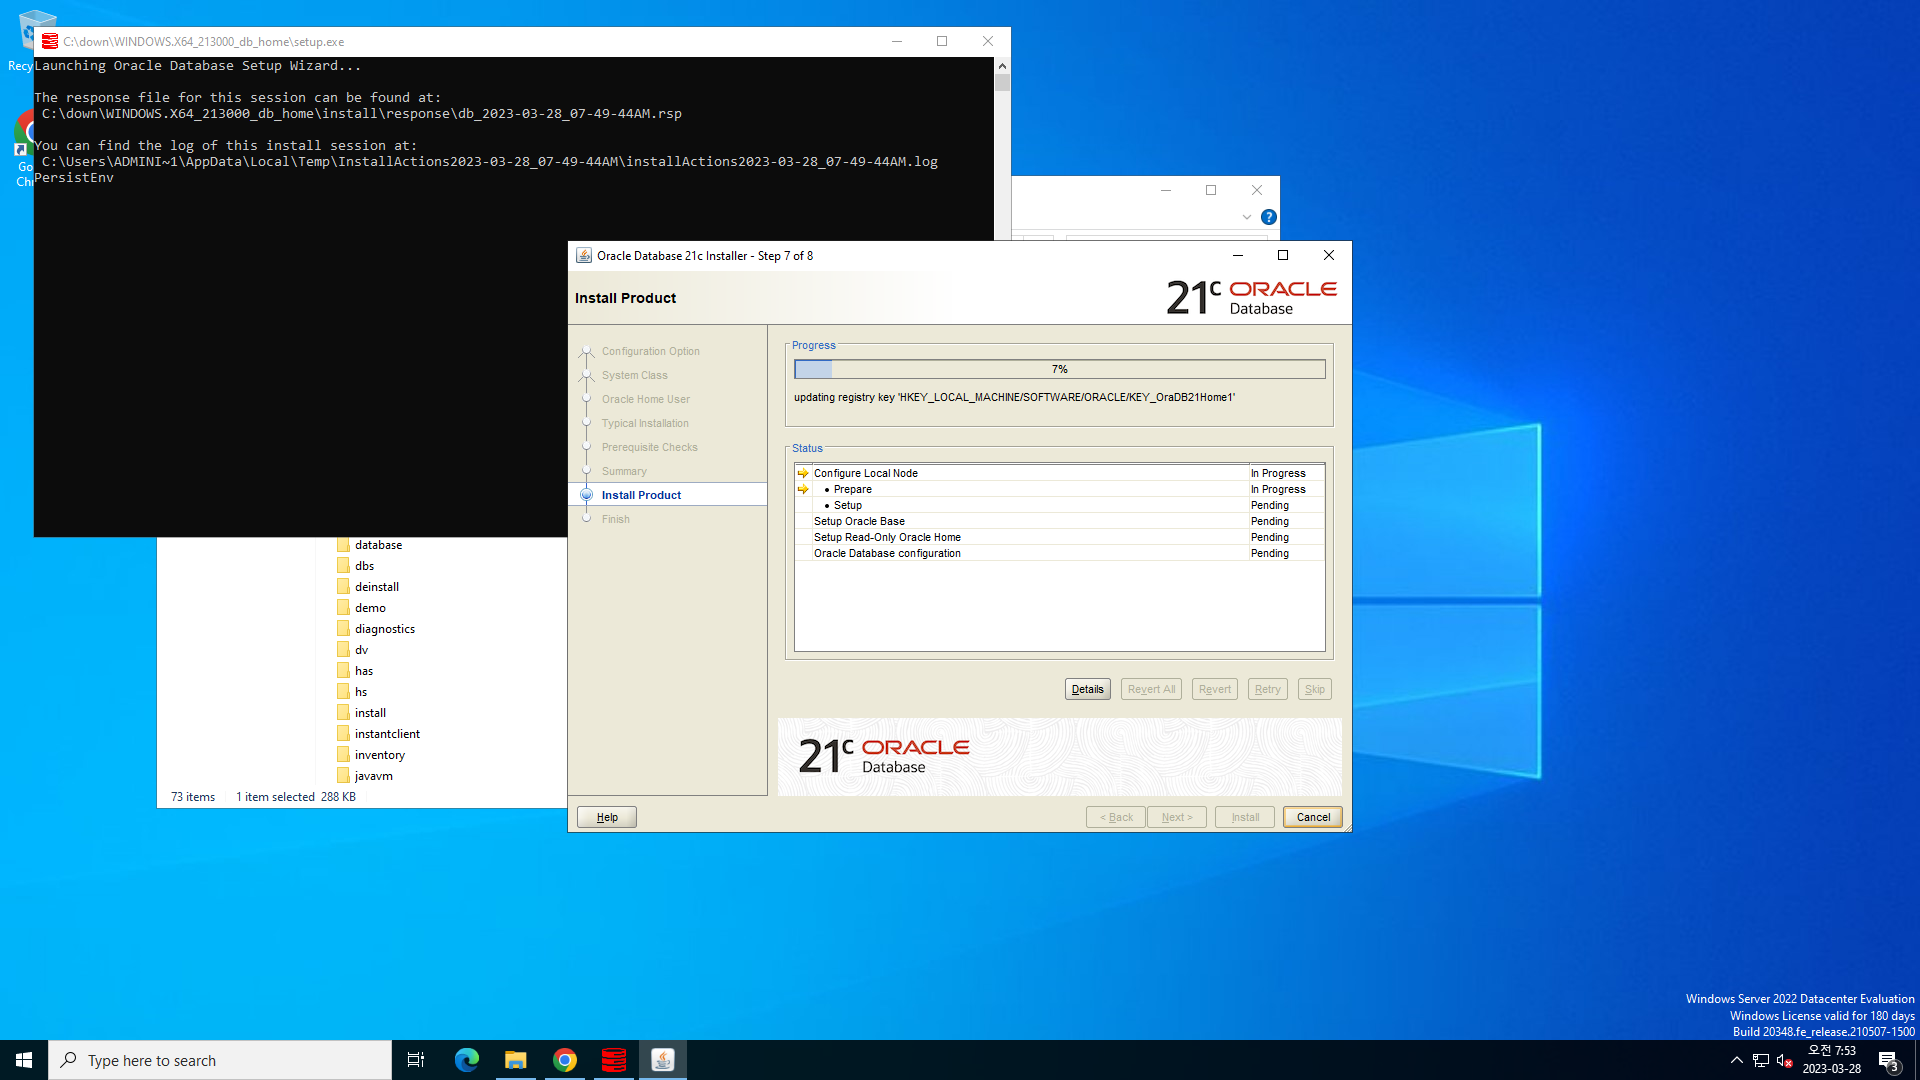 C:\down\WINDOWS.X64_213000_db_home\setup.exe
Launching Oracle Database Setup Wizard...
The response file for this session can be found at:
C:\down\WINDOWS.X64_213000_db_home\install\response\db_2023-03-28_07-49-44AM.rsp
You can find the log of this install session at:
C:\Users\ADMINI~1\AppData\Local\Temp\InstallActions2023-03-28_07-49-44AM\installActions2023-03-28_07-49-44AM.log
PersistEnv
Recy
Go
Chr
?
Oracle Database 21c Installer - Step 7 of 8
Install Product
21c ORACLE
Database
Configuration Option
System Class
Oracle Home User
Typical Installation
Prerequisite Checks
Summary
Install Product
Finish
Progress
7%
updating registry key 'HKEY_LOCAL_MACHINE/SOFTWARE/ORACLE/KEY_OraDB21Home1'
Status
Configure Local Node In Progress
• Prepare In Progress
• Setup Pending
Setup Oracle Base Pending
Setup Read-Only Oracle Home Pending
Oracle Database configuration Pending
Details Revert All Revert Retry Skip
21c ORACLE
Database
Help < Back Next > Install Cancel
database
dbs
deinstall
demo
diagnostics
dv
has
hs
install
instantclient
inventory
javavm
73 items 1 item selected 288 KB
Windows Server 2022 Datacenter Evaluation
Windows License valid for 180 days
Build 20348.fe_release.210507-1500
Type here to search
오전 7:53
2023-03-28
3